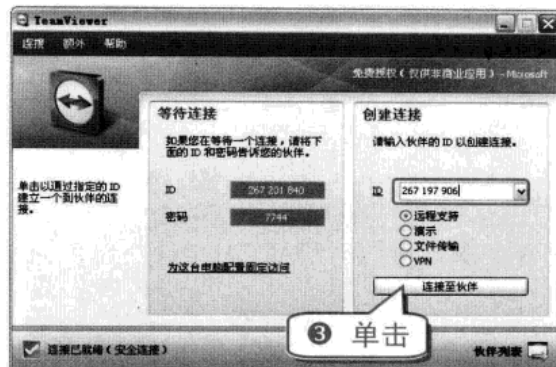 TeamViewer
连接 额外 帮助
免费授权（仅供非商业应用）- Microsoft
等待连接
如果您在等待一个连接，请将下
面的 ID 和密码告诉您的伙伴。
ID 267 201 840
密码 7744
为这台电脑配置固定访问
创建连接
请输入伙伴的 ID 以创建连接。
ID 267 197 906
远程支持
演示
文件传输
VPN
连接至伙伴
单击以通过指定的 ID
建立一个到伙伴的连
接。
❸ 单击
连接已就绪（安全连接）
伙伴列表